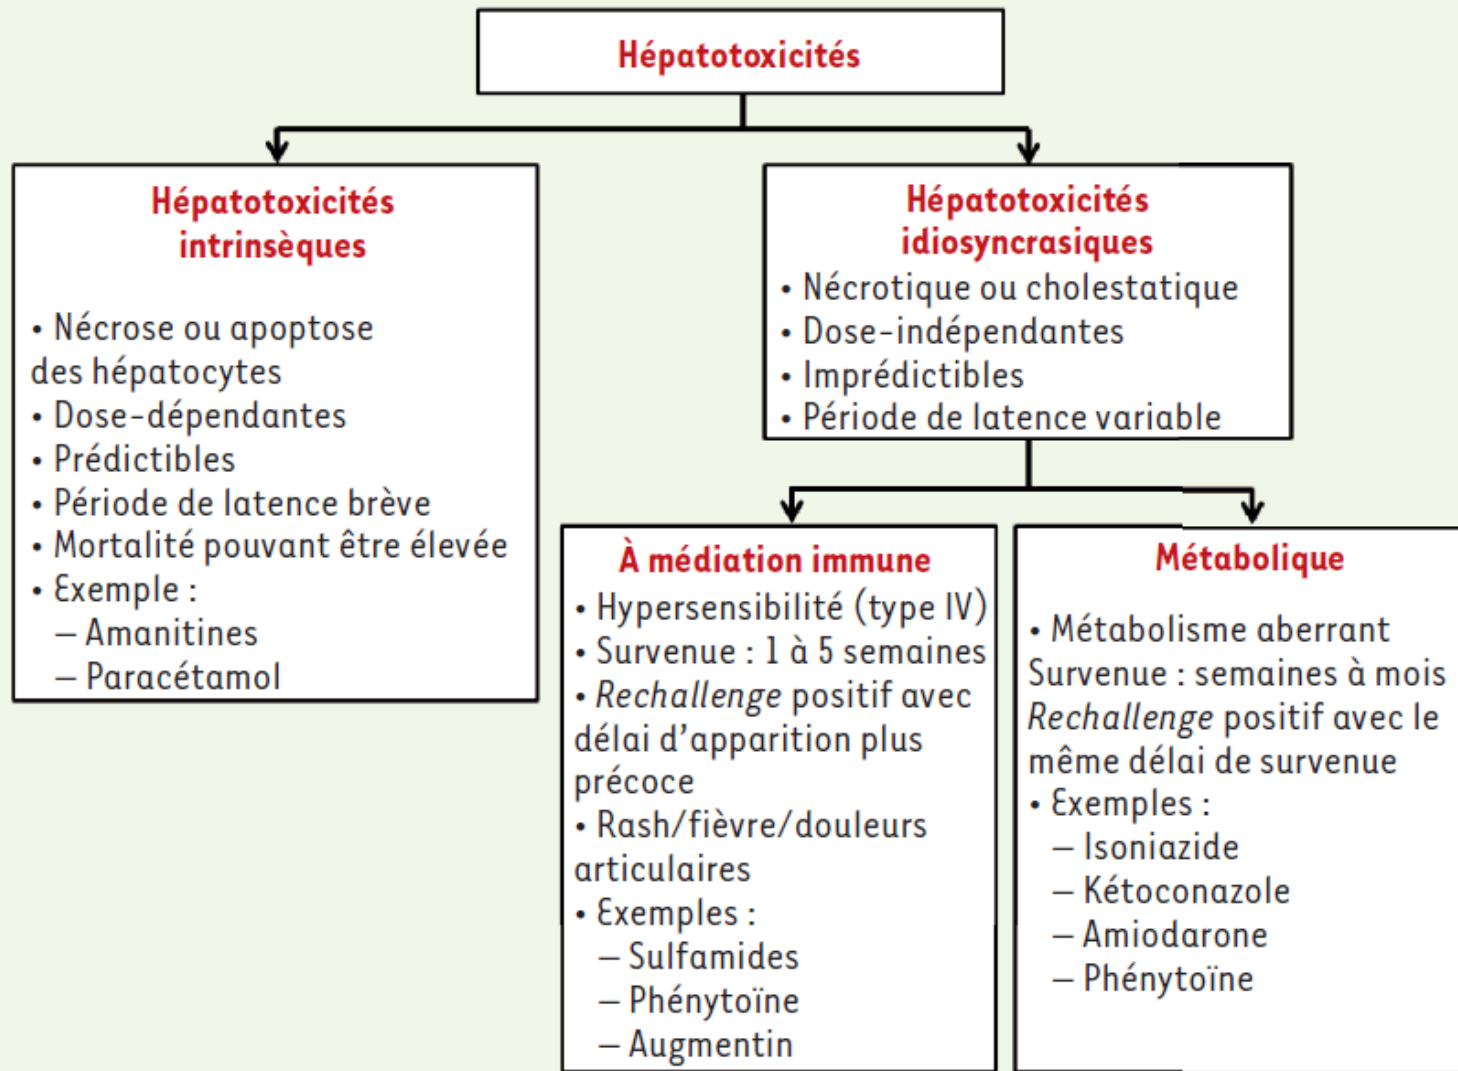 Hépatotoxicités
Hépatotoxicités
intrinsèques
• Nécrose ou apoptose
des hépatocytes
• Dose-dépendantes
• Prédictibles
• Période de latence brève
• Mortalité pouvant être élevée
• Exemple :
– Amanitines
– Paracétamol
Hépatotoxicités
idiosyncrasiques
• Nécrotique ou cholestatique
• Dose-indépendantes
• Imprédictibles
• Période de latence variable
À médiation immune
• Hypersensibilité (type IV)
• Survenue : 1 à 5 semaines
• Rechallenge positif avec
délai d’apparition plus
précoce
• Rash/fièvre/douleurs
articulaires
• Exemples :
– Sulfamides
– Phénytoïne
– Augmentin
Métabolique
• Métabolisme aberrant
Survenue : semaines à mois
Rechallenge positif avec le
même délai de survenue
• Exemples :
– Isoniazide
– Kétoconazole
– Amiodarone
– Phénytoïne